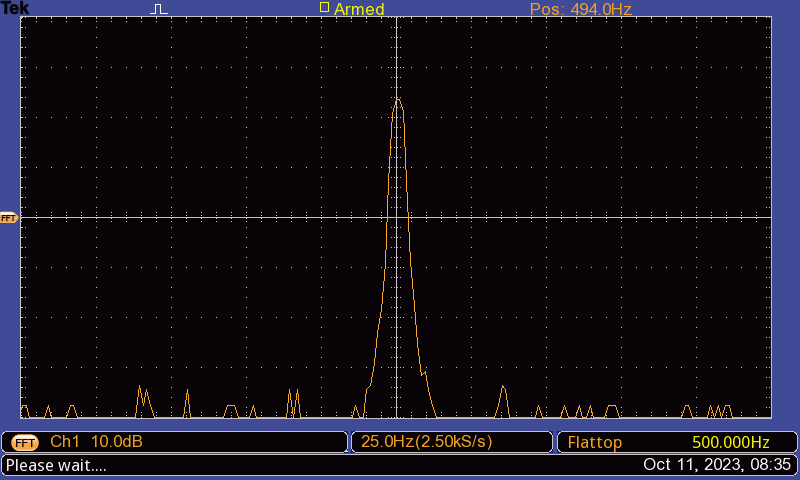 Tek Armed Pos: 494.0Hz
FFT
FFT Ch1 10.0dB 25.0Hz(2.50kS/s) Flattop 500.000Hz
Please wait.... Oct 11, 2023, 08:35